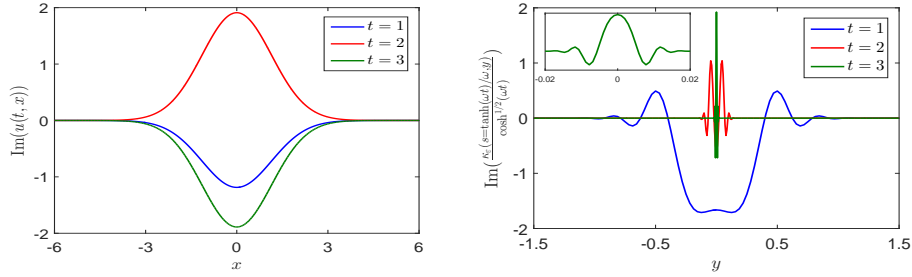 2
1
0
-1
-2
-6
-3
0
3
6
x
Im(u(t, x))
t = 1
t = 2
t = 3
2
1
0
-1
-2
-1.5
-0.5
0.5
1.5
y
Im(κ_ε(s=tanh(ωt)/ω,y) / cosh^{1/2}(ωt))
-0.02
0
0.02
t = 1
t = 2
t = 3